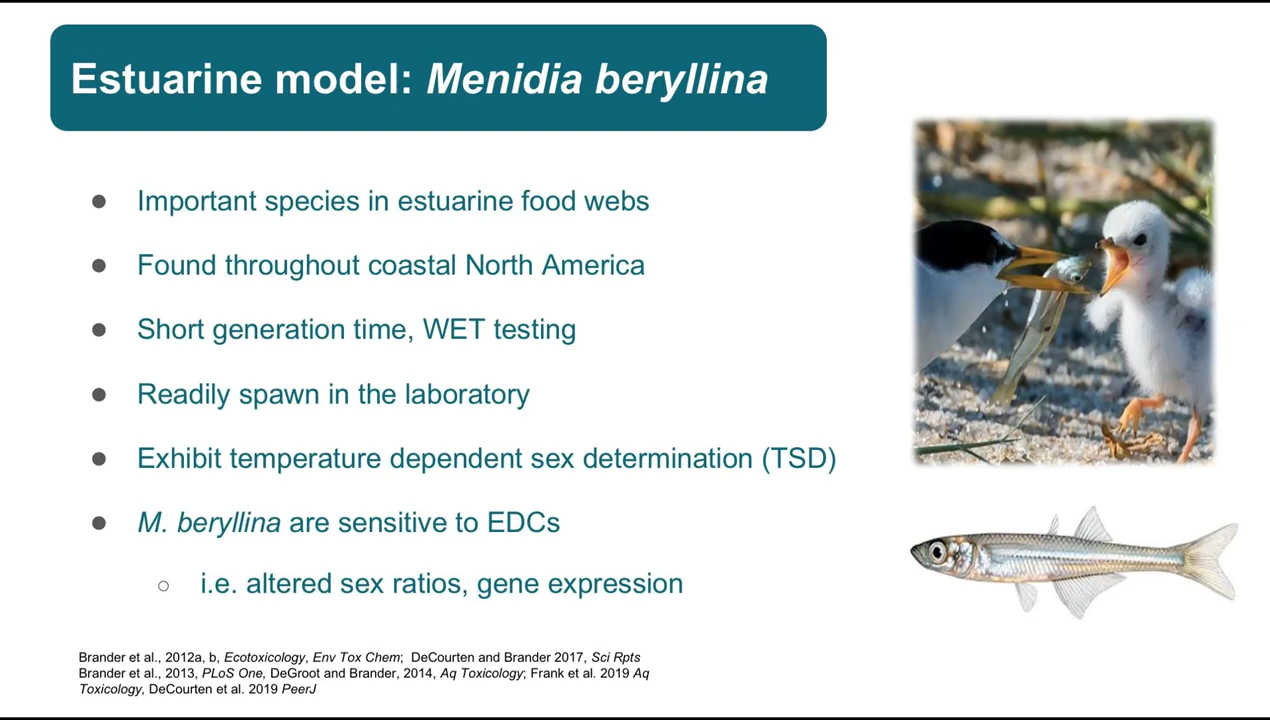 Estuarine model: Menidia beryllina
● Important species in estuarine food webs
● Found throughout coastal North America
● Short generation time, WET testing
● Readily spawn in the laboratory
● Exhibit temperature dependent sex determination (TSD)
● M. beryllina are sensitive to EDCs
○ i.e. altered sex ratios, gene expression
Brander et al., 2012a, b, Ecotoxicology, Env Tox Chem; DeCourten and Brander 2017, Sci Rpts
Brander et al., 2013, PLoS One, DeGroot and Brander, 2014, Aq Toxicology; Frank et al. 2019 Aq
Toxicology, DeCourten et al. 2019 PeerJ